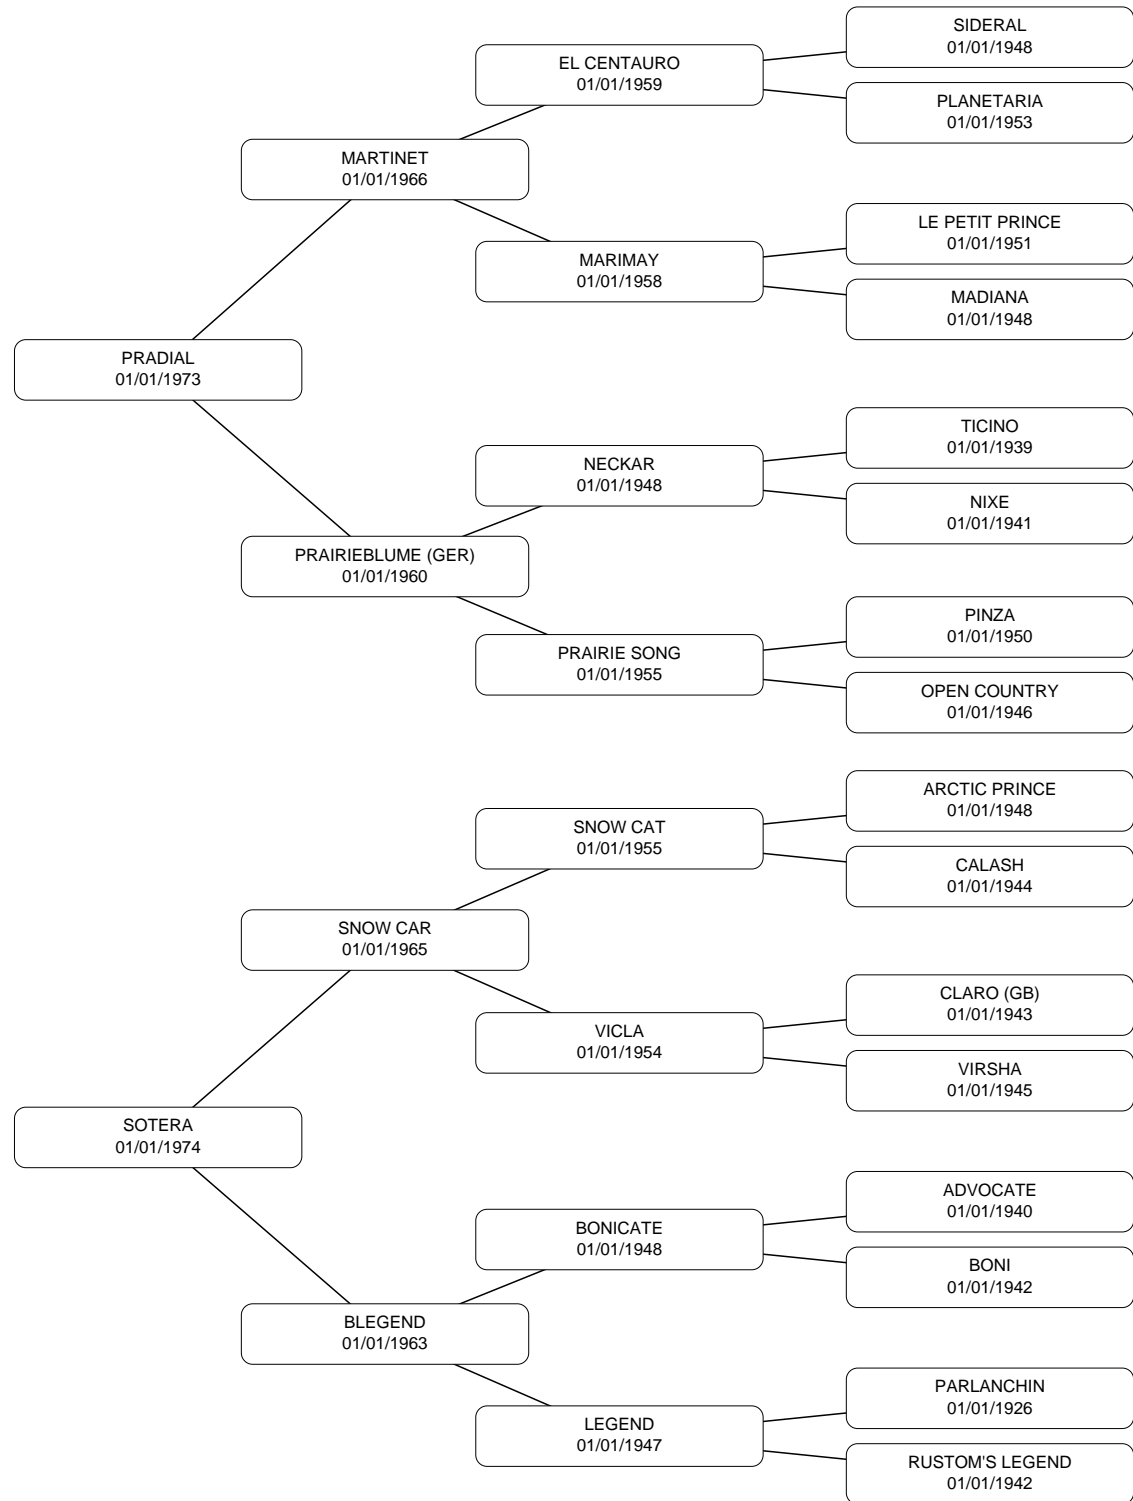 SIDERAL
01/01/1948
EL CENTAURO
01/01/1959
PLANETARIA
01/01/1953
MARTINET
01/01/1966
LE PETIT PRINCE
01/01/1951
MARIMAY
01/01/1958
MADIANA
01/01/1948
PRADIAL
01/01/1973
TICINO
01/01/1939
NECKAR
01/01/1948
NIXE
01/01/1941
PRAIRIEBLUME (GER)
01/01/1960
PINZA
01/01/1950
PRAIRIE SONG
01/01/1955
OPEN COUNTRY
01/01/1946
ARCTIC PRINCE
01/01/1948
SNOW CAT
01/01/1955
CALASH
01/01/1944
SNOW CAR
01/01/1965
CLARO (GB)
01/01/1943
VICLA
01/01/1954
VIRSHA
01/01/1945
SOTERA
01/01/1974
ADVOCATE
01/01/1940
BONICATE
01/01/1948
BONI
01/01/1942
BLEGEND
01/01/1963
PARLANCHIN
01/01/1926
LEGEND
01/01/1947
RUSTOM'S LEGEND
01/01/1942